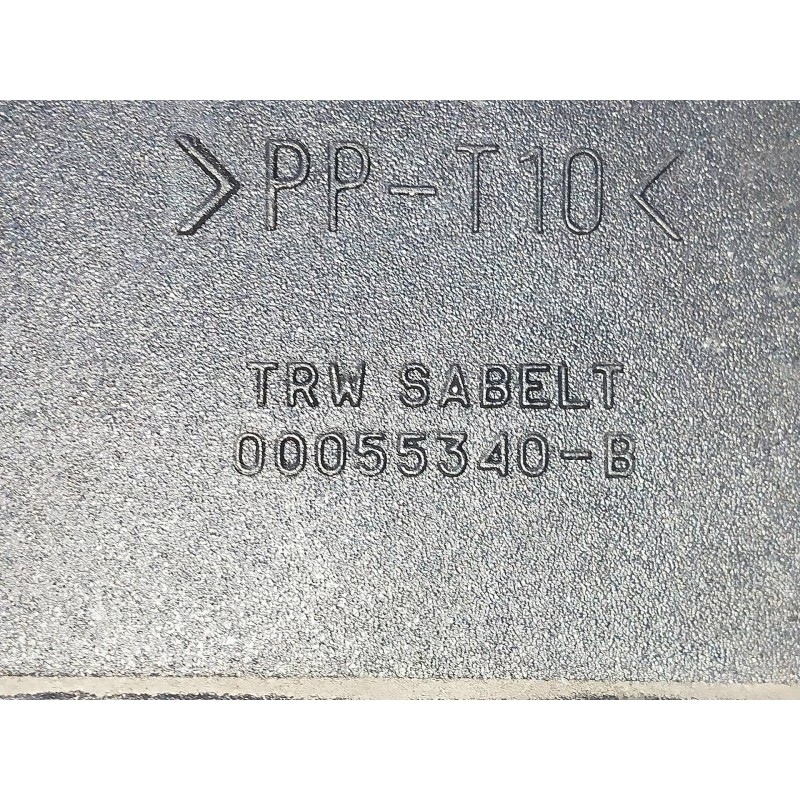 >PP-T10<
TRW SABELT
00055340-B